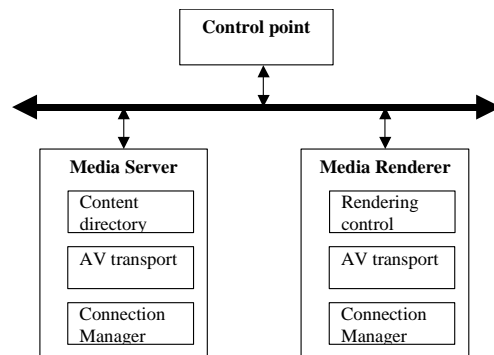 Control point
Media Server
Content
directory
AV transport
Connection
Manager
Media Renderer
Rendering
control
AV transport
Connection
Manager